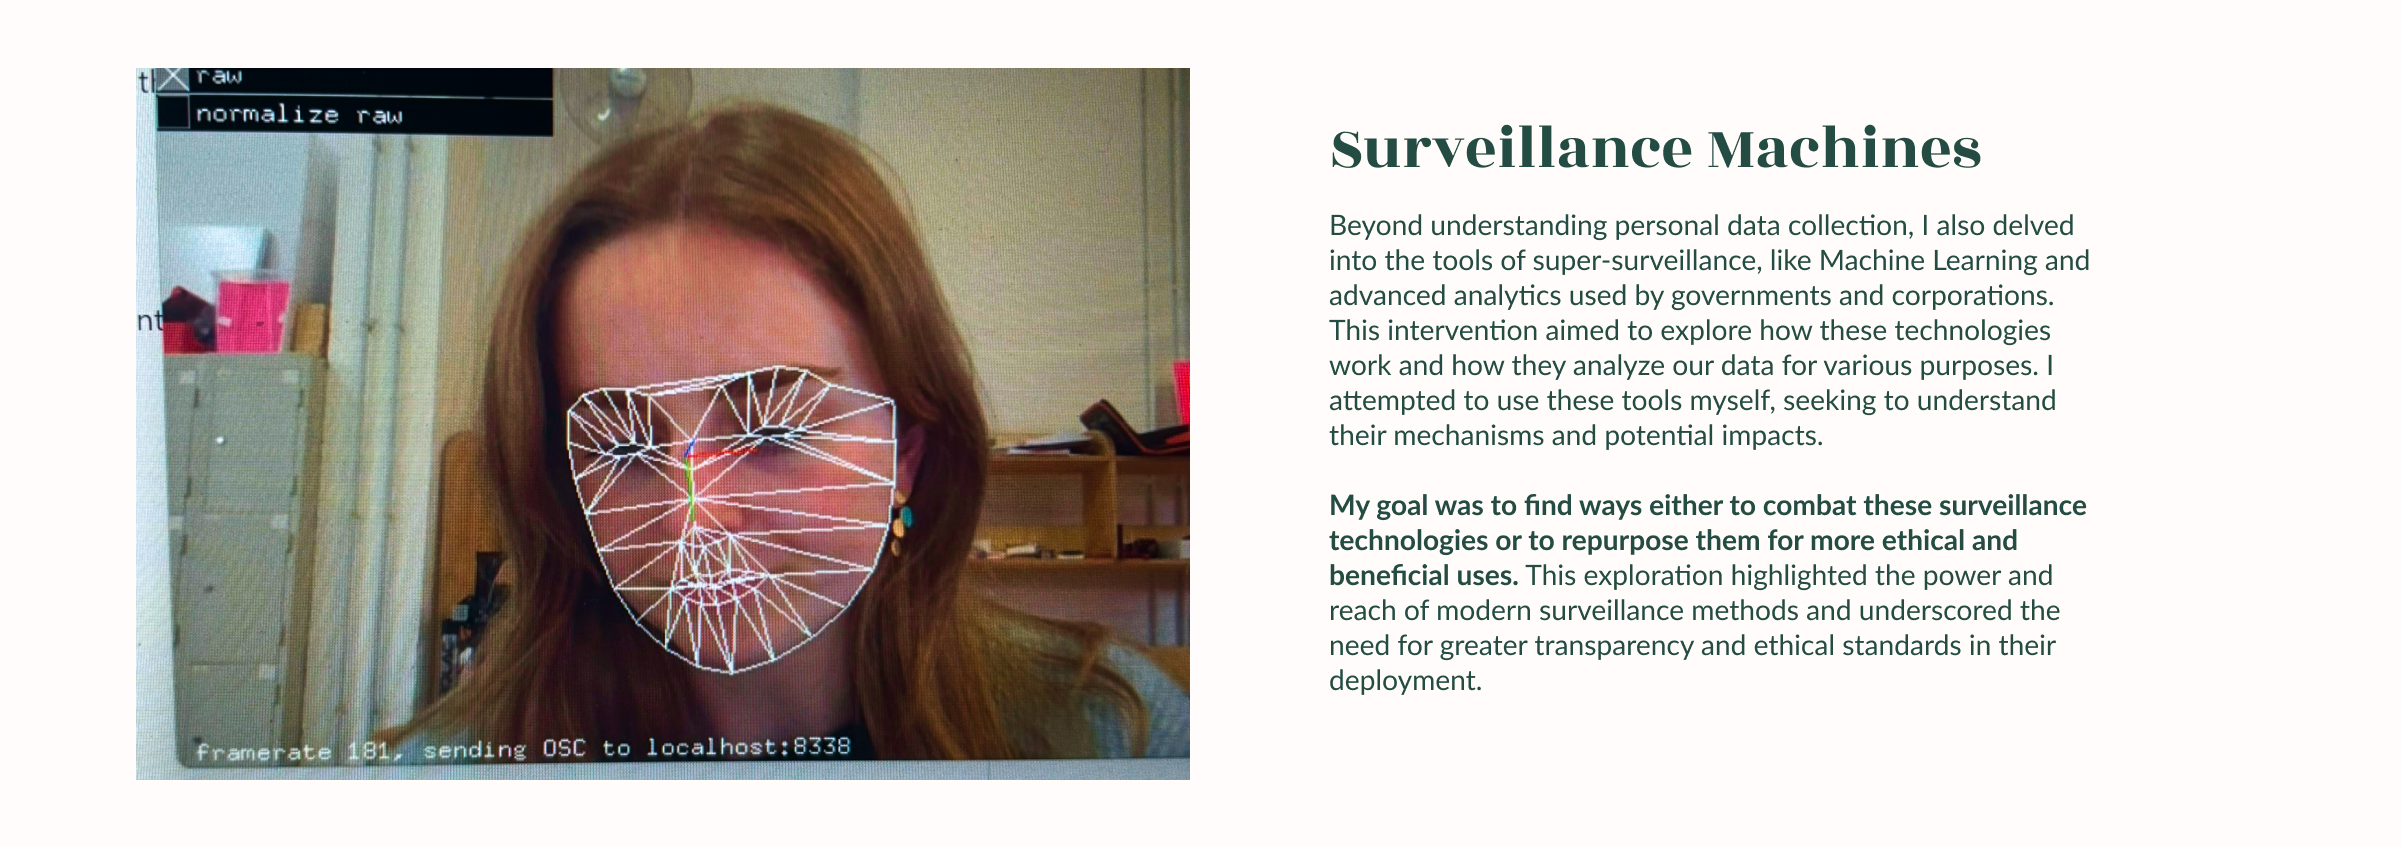 raw
normalize raw
nt
framerate 181, sending OSC to localhost:8338
Surveillance Machines
Beyond understanding personal data collection, I also delved
into the tools of super-surveillance, like Machine Learning and
advanced analytics used by governments and corporations.
This intervention aimed to explore how these technologies
work and how they analyze our data for various purposes. I
attempted to use these tools myself, seeking to understand
their mechanisms and potential impacts.
My goal was to find ways either to combat these surveillance
technologies or to repurpose them for more ethical and
beneficial uses. This exploration highlighted the power and
reach of modern surveillance methods and underscored the
need for greater transparency and ethical standards in their
deployment.